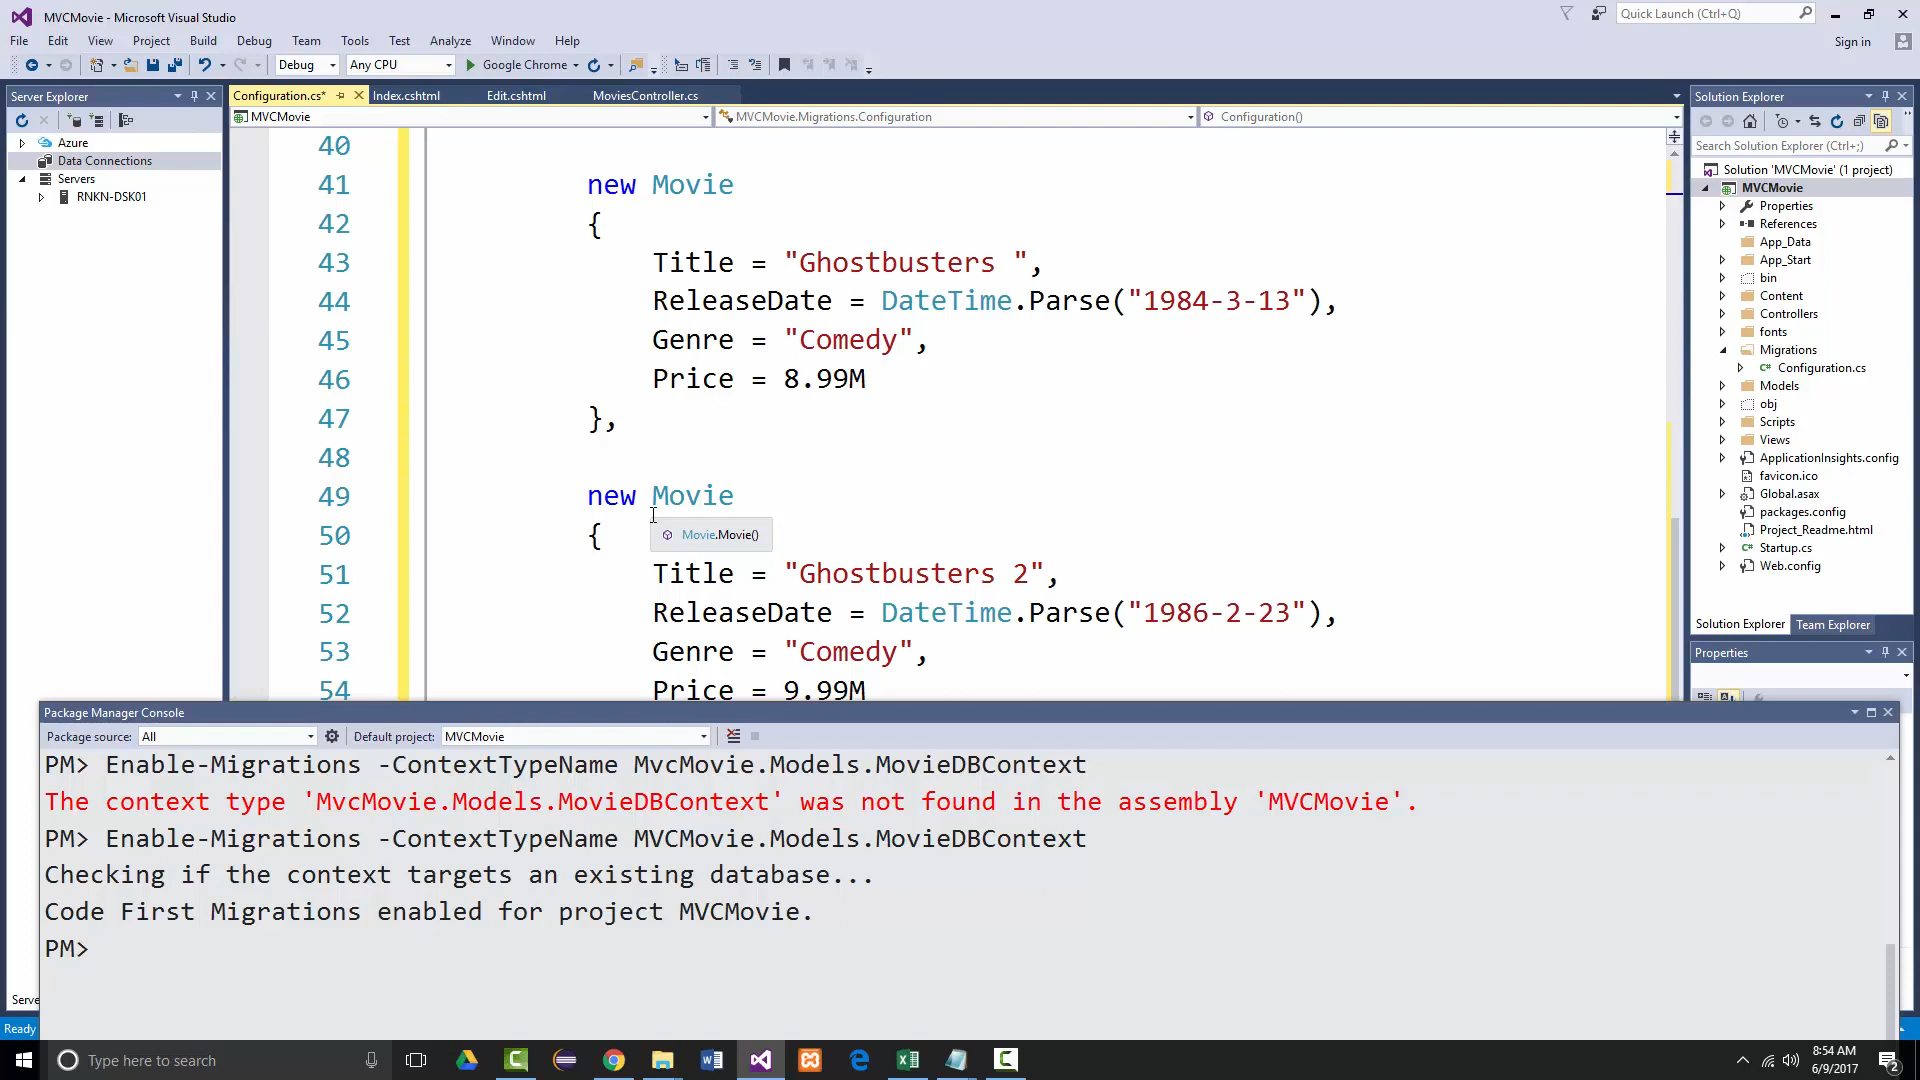 MVCMovie - Microsoft Visual Studio
Quick Launch (Ctrl+Q)
File Edit View Project Build Debug Team Tools Test Analyze Window Help
Sign in
Debug Any CPU Google Chrome
Server Explorer
Azure
Data Connections
Servers
RNKN-DSK01
Configuration.cs* Index.cshtml Edit.cshtml MoviesController.cs
MVCMovie MVCMovie.Migrations.Configuration Configuration()
40
41 new Movie
42 {
43 Title = "Ghostbusters ",
44 ReleaseDate = DateTime.Parse("1984-3-13"),
45 Genre = "Comedy",
46 Price = 8.99M
47 },
48
49 new Movie
50 {
Movie.Movie()
51 Title = "Ghostbusters 2",
52 ReleaseDate = DateTime.Parse("1986-2-23"),
53 Genre = "Comedy",
54 Price = 9.99M
Solution Explorer
Search Solution Explorer (Ctrl+;)
Solution 'MVCMovie' (1 project)
MVCMovie
Properties
References
App_Data
App_Start
bin
Content
Controllers
fonts
Migrations
C# Configuration.cs
Models
obj
Scripts
Views
ApplicationInsights.config
favicon.ico
Global.asax
packages.config
Project_Readme.html
C# Startup.cs
Web.config
Solution Explorer Team Explorer
Properties
Package Manager Console
Package source: All Default project: MVCMovie
PM> Enable-Migrations -ContextTypeName MvcMovie.Models.MovieDBContext
The context type 'MvcMovie.Models.MovieDBContext' was not found in the assembly 'MVCMovie'.
PM> Enable-Migrations -ContextTypeName MVCMovie.Models.MovieDBContext
Checking if the context targets an existing database...
Code First Migrations enabled for project MVCMovie.
PM>
Serve
Ready
Type here to search
8:54 AM
6/9/2017
2